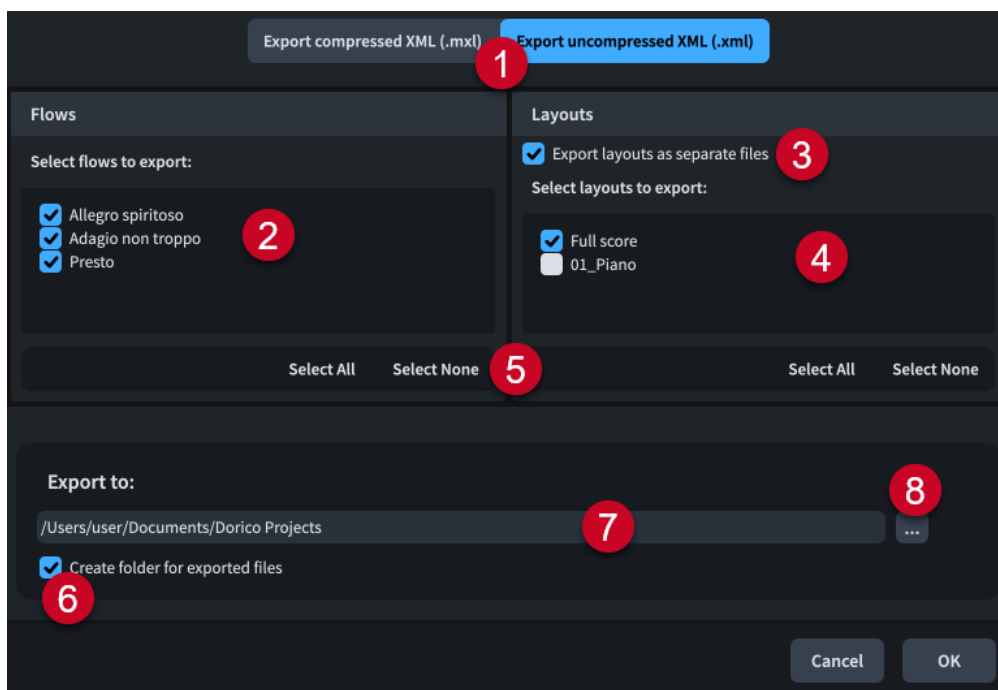 Export compressed XML (.mxl)
Export uncompressed XML (.xml)
1
Flows
Select flows to export:
Allegro spiritoso
Adagio non troppo
Presto
2
Select All
Select None
5
Layouts
Export layouts as separate files
3
Select layouts to export:
Full score
01_Piano
4
Select All
Select None
Export to:
8
/Users/user/Documents/Dorico Projects
7
...
Create folder for exported files
6
Cancel
OK